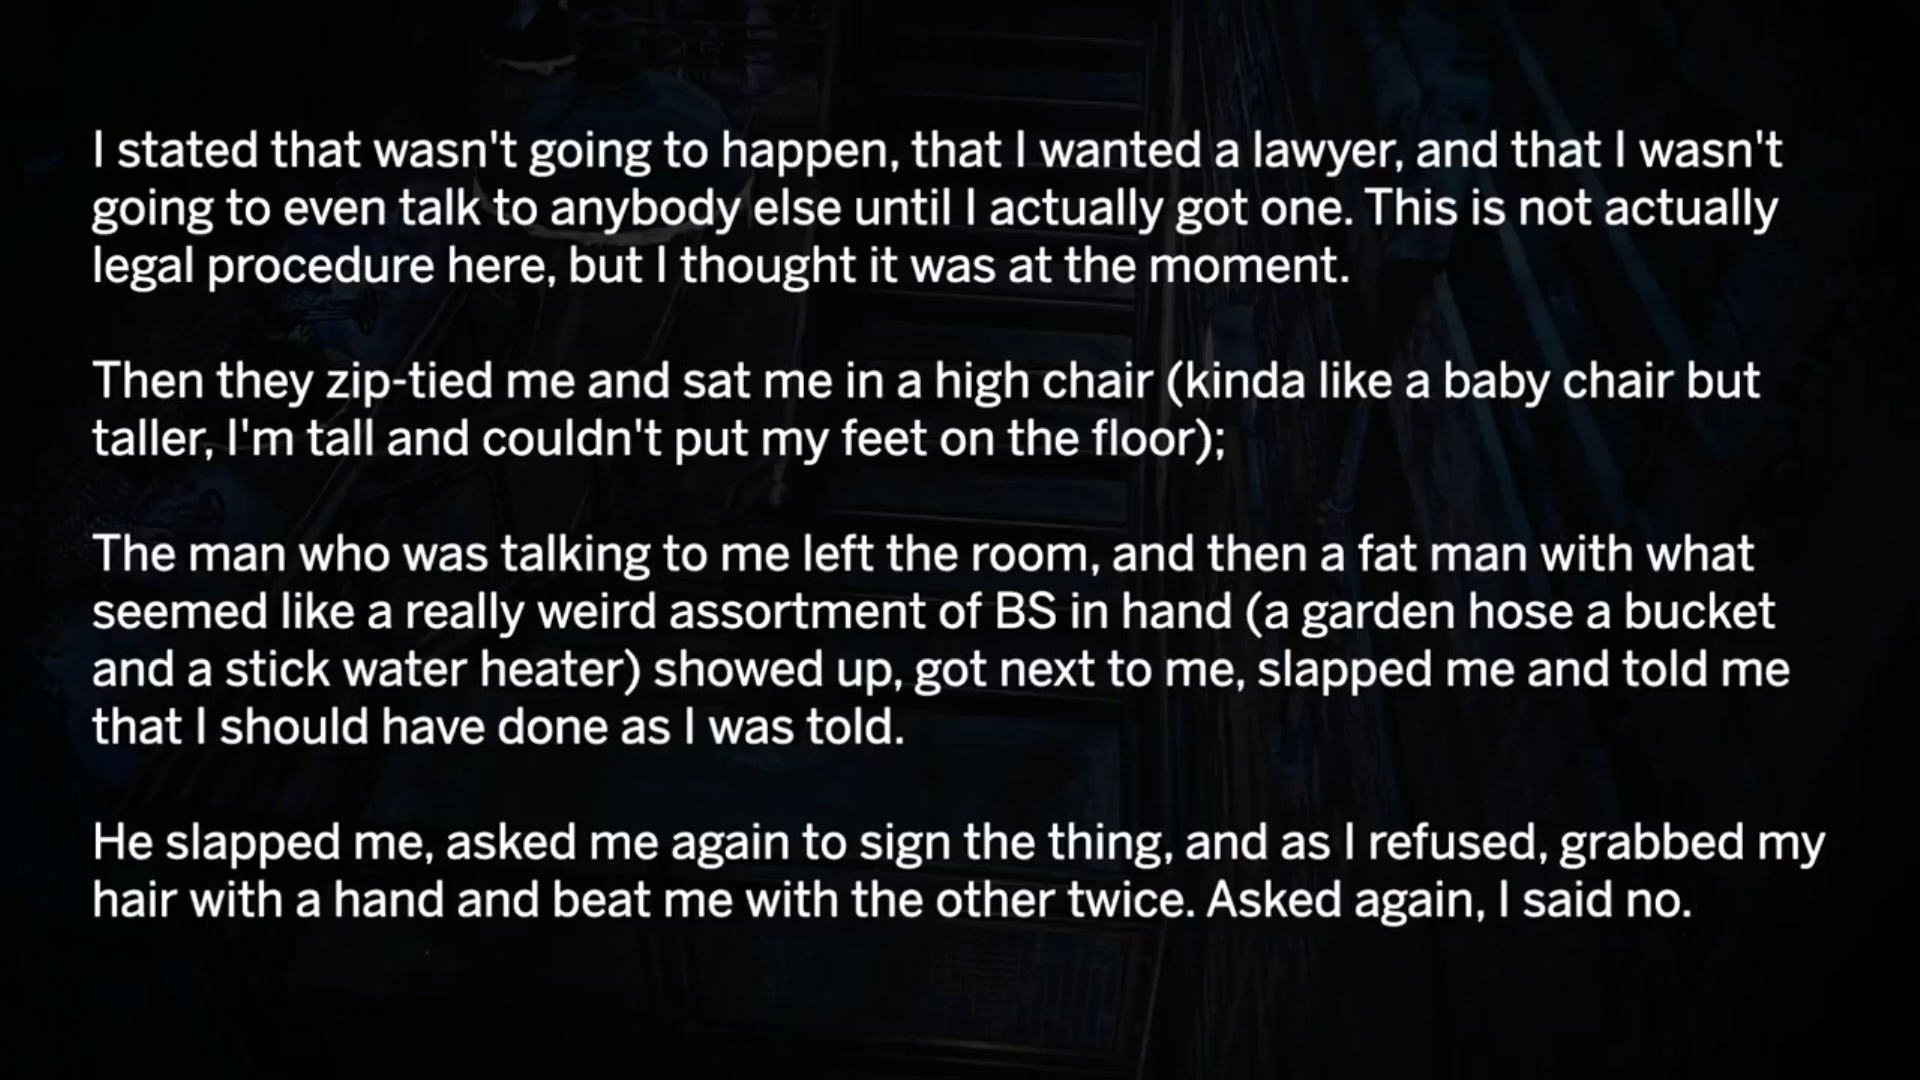 I stated that wasn't going to happen, that I wanted a lawyer, and that I wasn't
going to even talk to anybody else until I actually got one. This is not actually
legal procedure here, but I thought it was at the moment.
Then they zip-tied me and sat me in a high chair (kinda like a baby chair but
taller, I'm tall and couldn't put my feet on the floor);
The man who was talking to me left the room, and then a fat man with what
seemed like a really weird assortment of BS in hand (a garden hose a bucket
and a stick water heater) showed up, got next to me, slapped me and told me
that I should have done as I was told.
He slapped me, asked me again to sign the thing, and as I refused, grabbed my
hair with a hand and beat me with the other twice. Asked again, I said no.